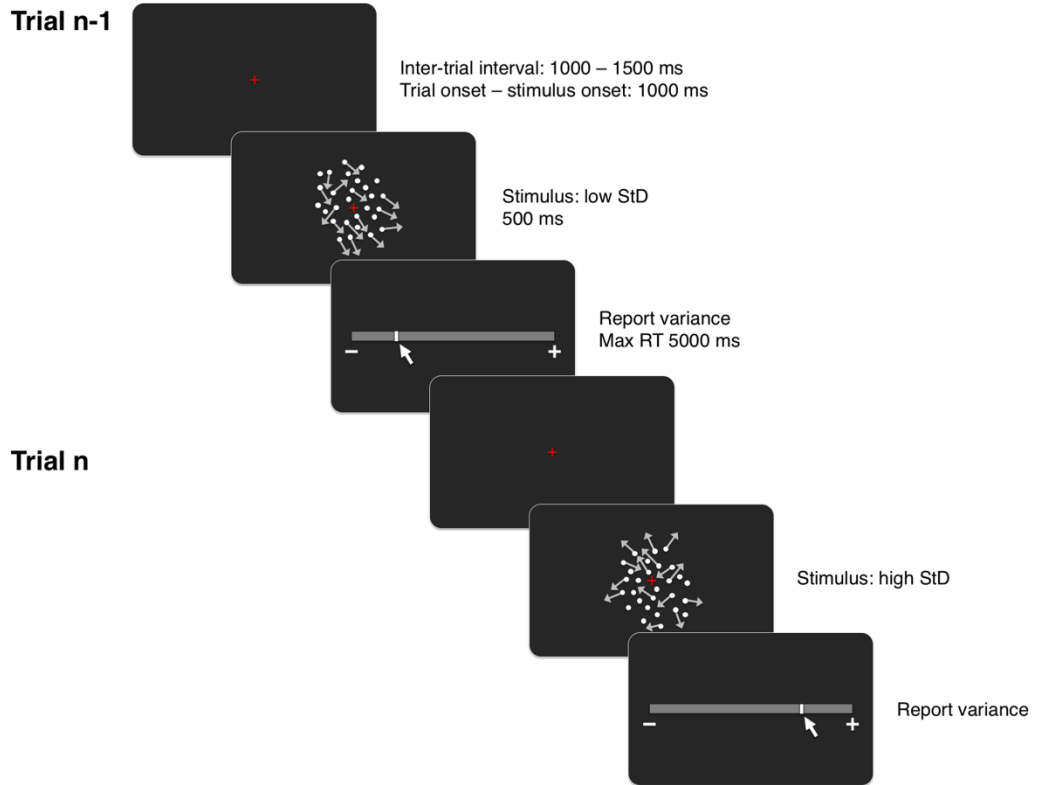 Trial n-1
Inter-trial interval: 1000 – 1500 ms
Trial onset – stimulus onset: 1000 ms
Stimulus: low StD
500 ms
Report variance
Max RT 5000 ms
– +
Trial n
Stimulus: high StD
Report variance
– +